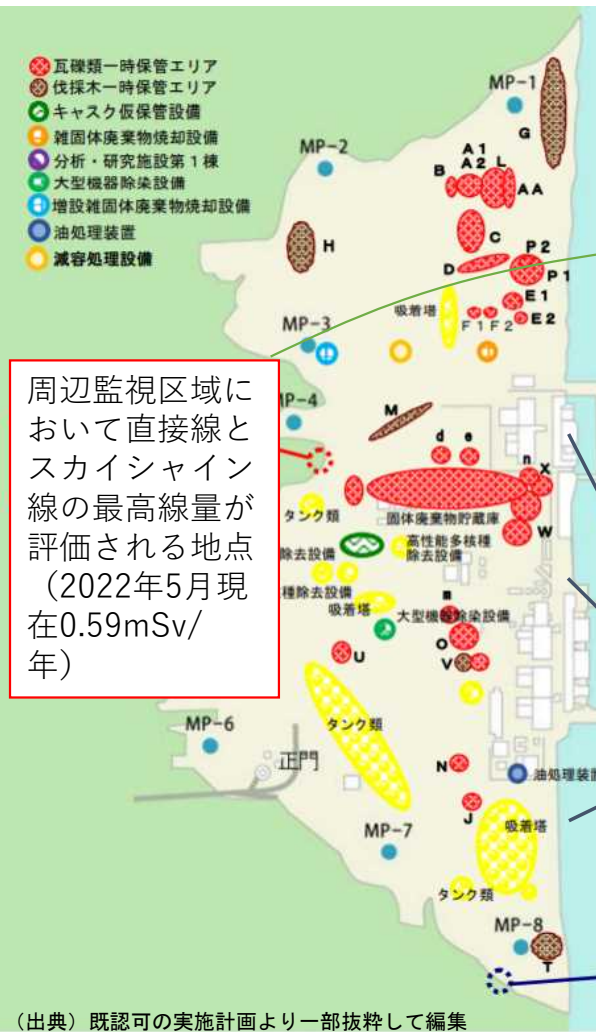 瓦礫類一時保管エリア
伐採木一時保管エリア
キャスク仮保管設備
雑固体廃棄物焼却設備
分析・研究施設第１棟
大型機器除染設備
増設雑固体廃棄物焼却設備
油処理装置
減容処理設備
MP-1
G
MP-2
A1
A2 L
B
AA
H
C
P2
D
P1
E1
吸着塔
F1 F2
E2
MP-3
周辺監視区域に
おいて直接線と
スカイシャイン
線の最高線量が
評価される地点
（2022年5月現
在0.59mSv/
年）
MP-4
M
d e
n
X
タンク類
固体廃棄物貯蔵庫
W
除去設備
高性能多核種
除去設備
種除去設備
吸着塔
m
大型機器除染設備
O
U
V
MP-6
タンク類
正門
N
油処理装置
J
吸着塔
MP-7
タンク類
MP-8
T
（出典）既認可の実施計画より一部抜粋して編集